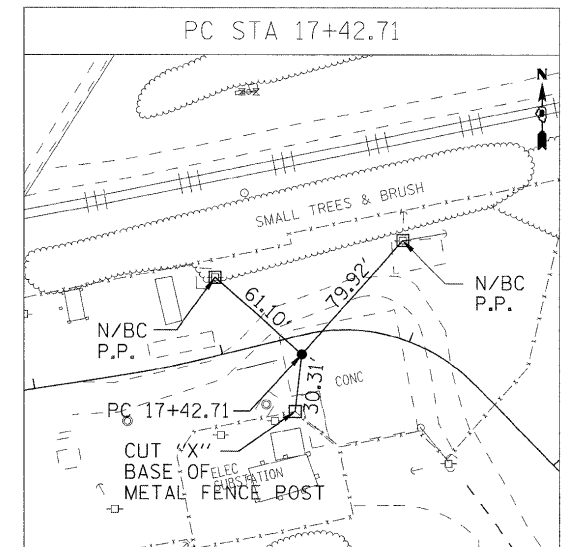 PC STA 17+42.71
N
SMALL TREES & BRUSH
61.10'
79.92'
N/BC
P.P.
N/BC
P.P.
30.31'
CONC
PC 17+42.71
CUT "X"
BASE OF
METAL FENCE POST
ELEC
SUBSTATION